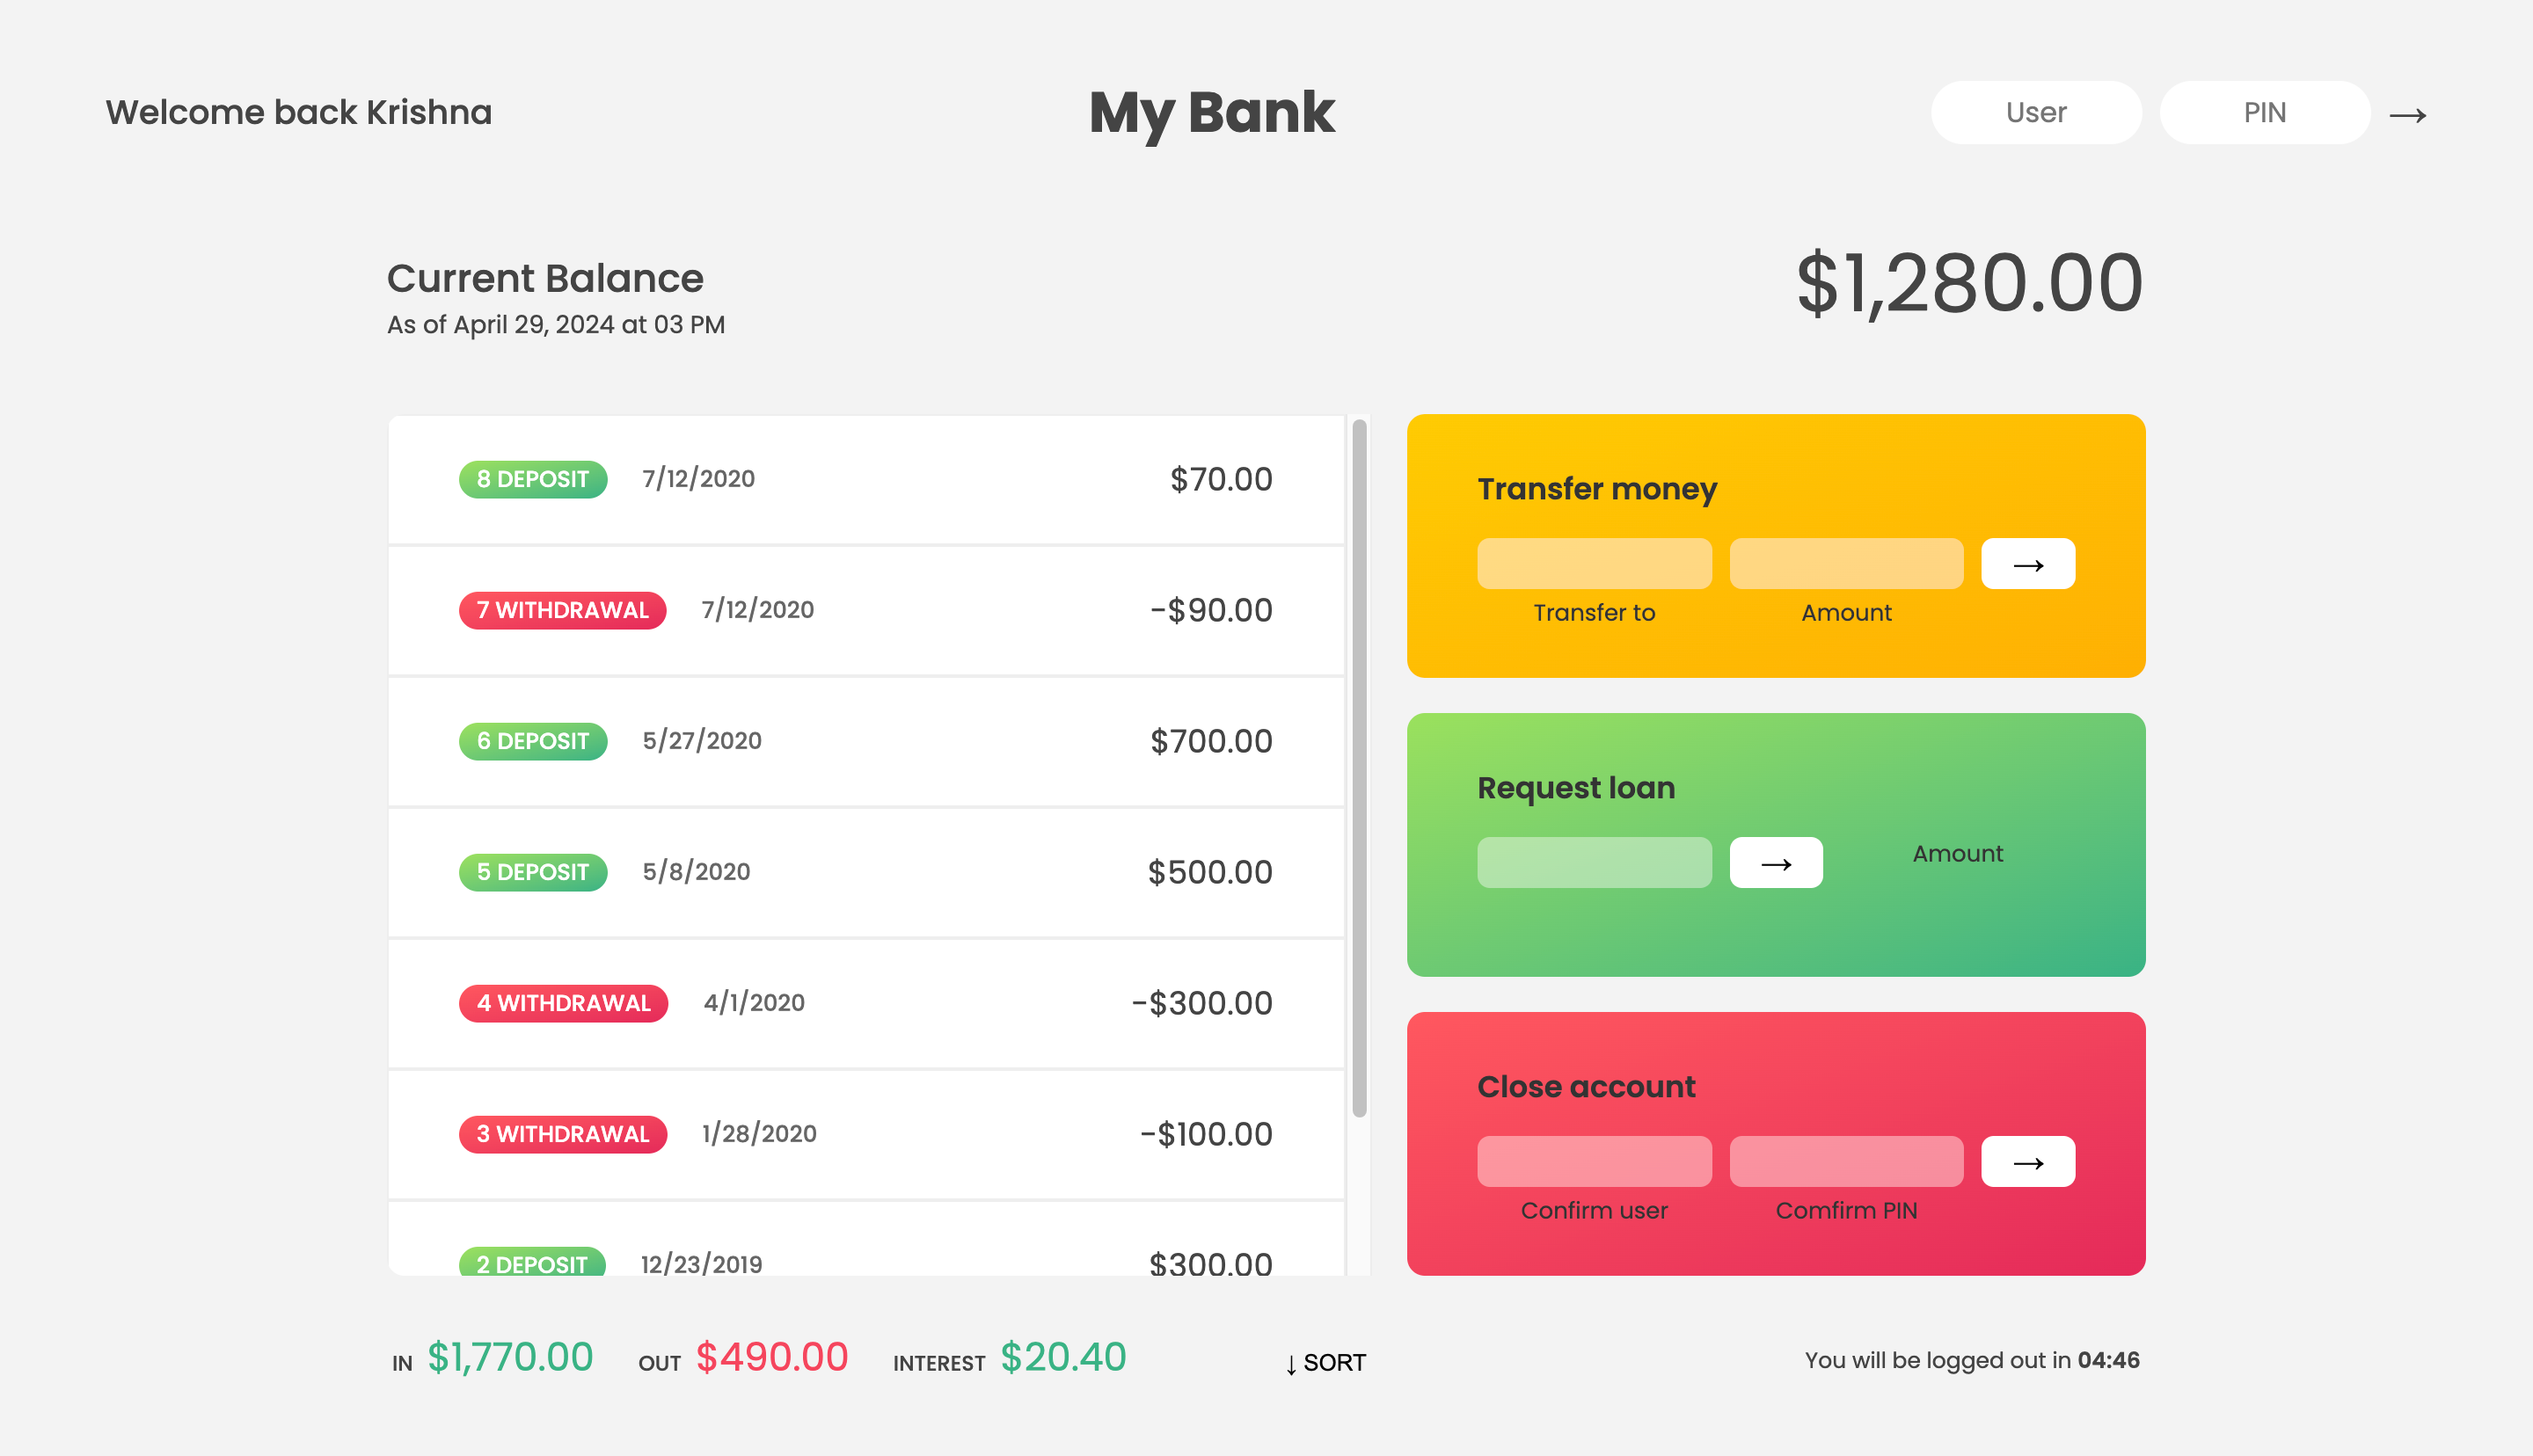 Welcome back Krishna
My Bank
User
PIN
→
Current Balance
As of April 29, 2024 at 03 PM
$1,280.00
8 DEPOSIT 7/12/2020 $70.00
7 WITHDRAWAL 7/12/2020 -$90.00
6 DEPOSIT 5/27/2020 $700.00
5 DEPOSIT 5/8/2020 $500.00
4 WITHDRAWAL 4/1/2020 -$300.00
3 WITHDRAWAL 1/28/2020 -$100.00
2 DEPOSIT 12/23/2019 $300.00
Transfer money
→
Transfer to Amount
Request loan
→ Amount
Close account
→
Confirm user Comfirm PIN
IN $1,770.00 OUT $490.00 INTEREST $20.40 ↓ SORT
You will be logged out in 04:46